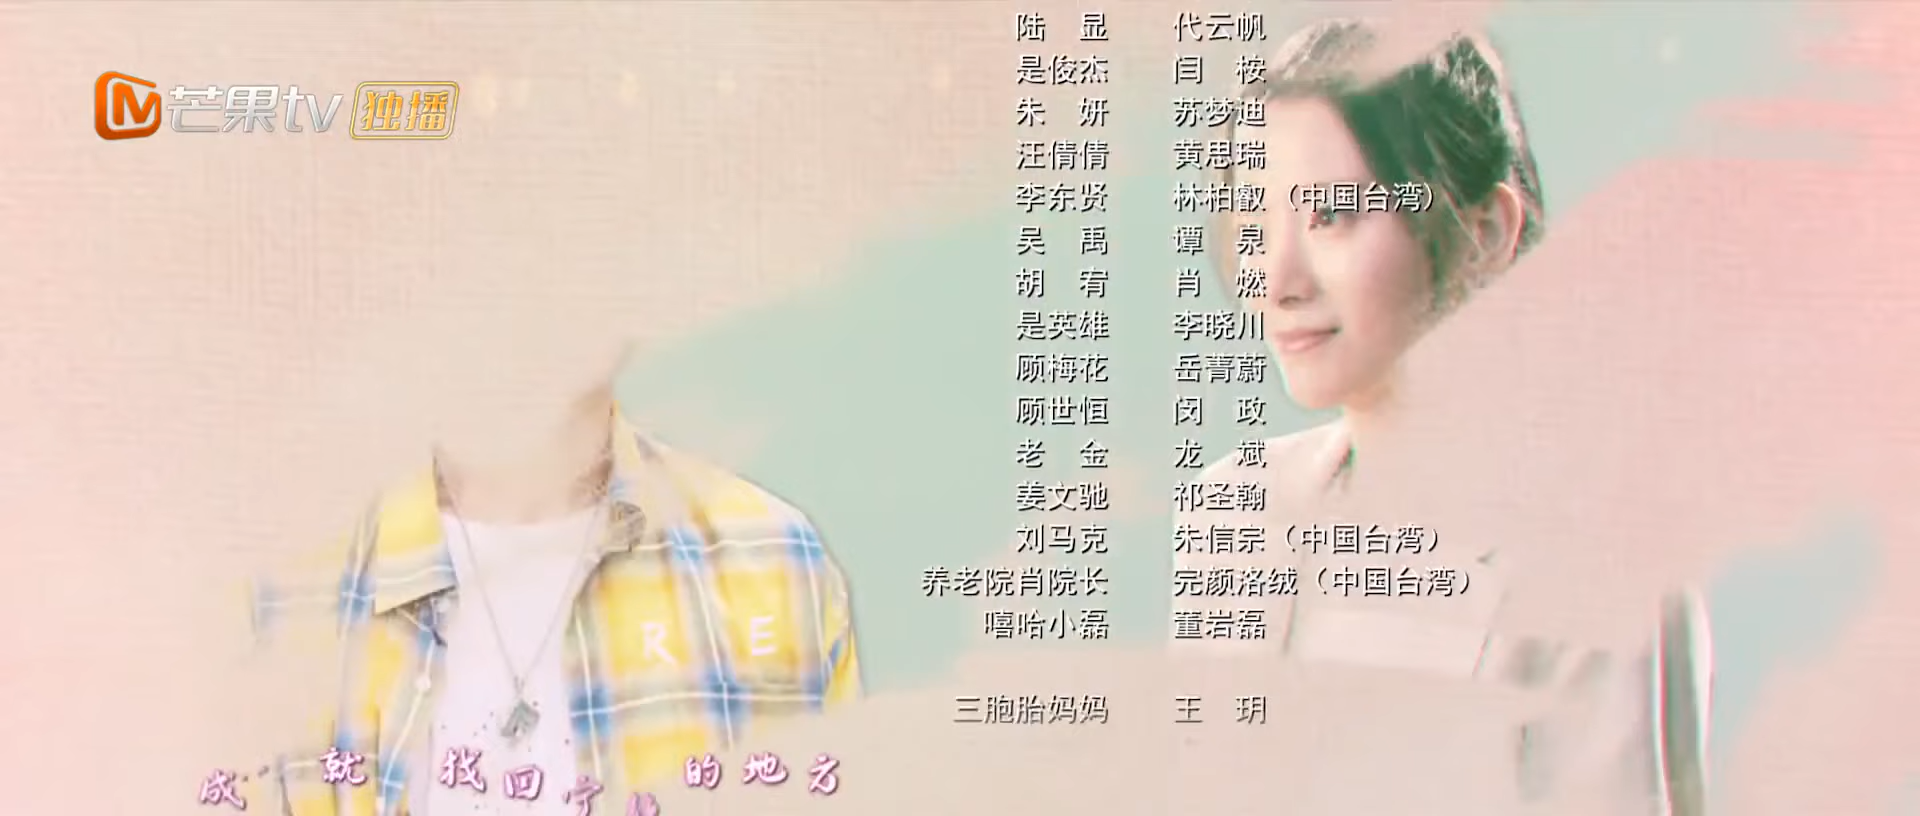 芒果tv 独播
陆 显 代云帆
是俊杰 闫 桉
朱 妍 苏梦迪
汪倩倩 黄思瑞
李东贤 林柏叡（中国台湾）
吴 禹 谭 泉
胡 宥 肖 燃
是英雄 李晓川
顾梅花 岳菁蔚
顾世恒 闵 政
老 金 龙 斌
姜文驰 祁圣翰
刘马克 朱信宗（中国台湾）
养老院肖院长 完颜洛绒（中国台湾）
嘻哈小磊 董岩磊
三胞胎妈妈 王 玥
RE
成 就 找回宁 的地方